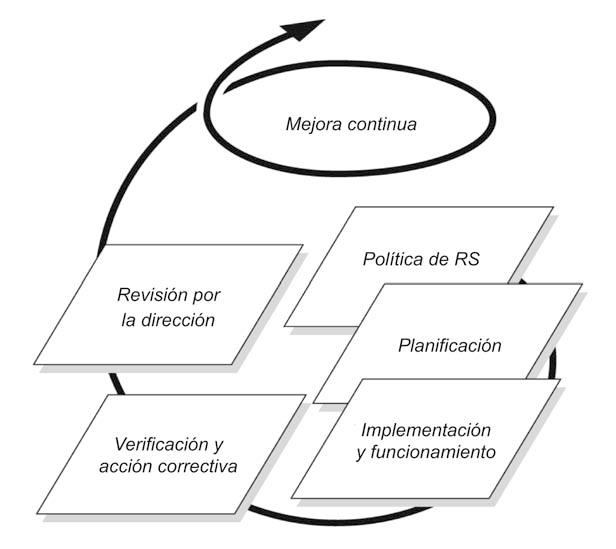 Mejora continua
Política de RS
Revisión por
la dirección
Planificación
Implementación
y funcionamiento
Verificación y
acción correctiva